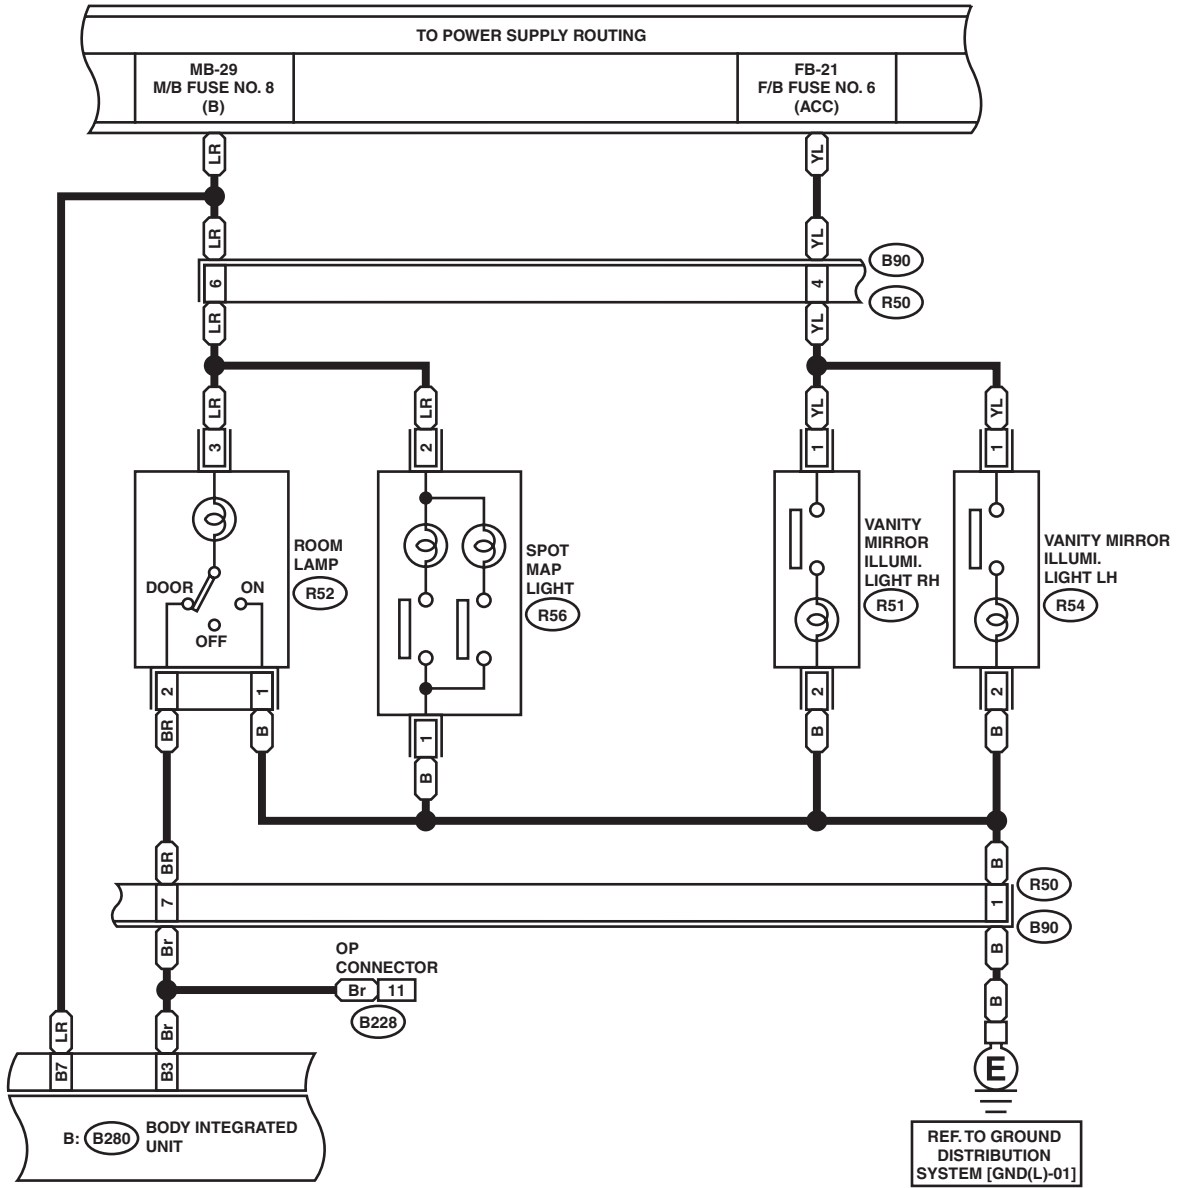 TO POWER SUPPLY ROUTING
MB-29
M/B FUSE NO. 8
(B)
FB-21
F/B FUSE NO. 6
(ACC)
LR
YL
LR
YL
B90
6
4
R50
LR
YL
LR
LR
YL
YL
3
2
1
1
ROOM
LAMP
R52
DOOR
ON
OFF
SPOT
MAP
LIGHT
R56
VANITY
MIRROR
ILLUMI.
LIGHT RH
R51
VANITY MIRROR
ILLUMI.
LIGHT LH
R54
2
1
2
2
BR
B
1
B
B
B
BR
B
R50
7
1
B90
Br
B
OP
CONNECTOR
Br
11
B228
B
LR
Br
B7
B3
E
B:
B280
BODY INTEGRATED
UNIT
REF. TO GROUND
DISTRIBUTION
SYSTEM [GND(L)-01]